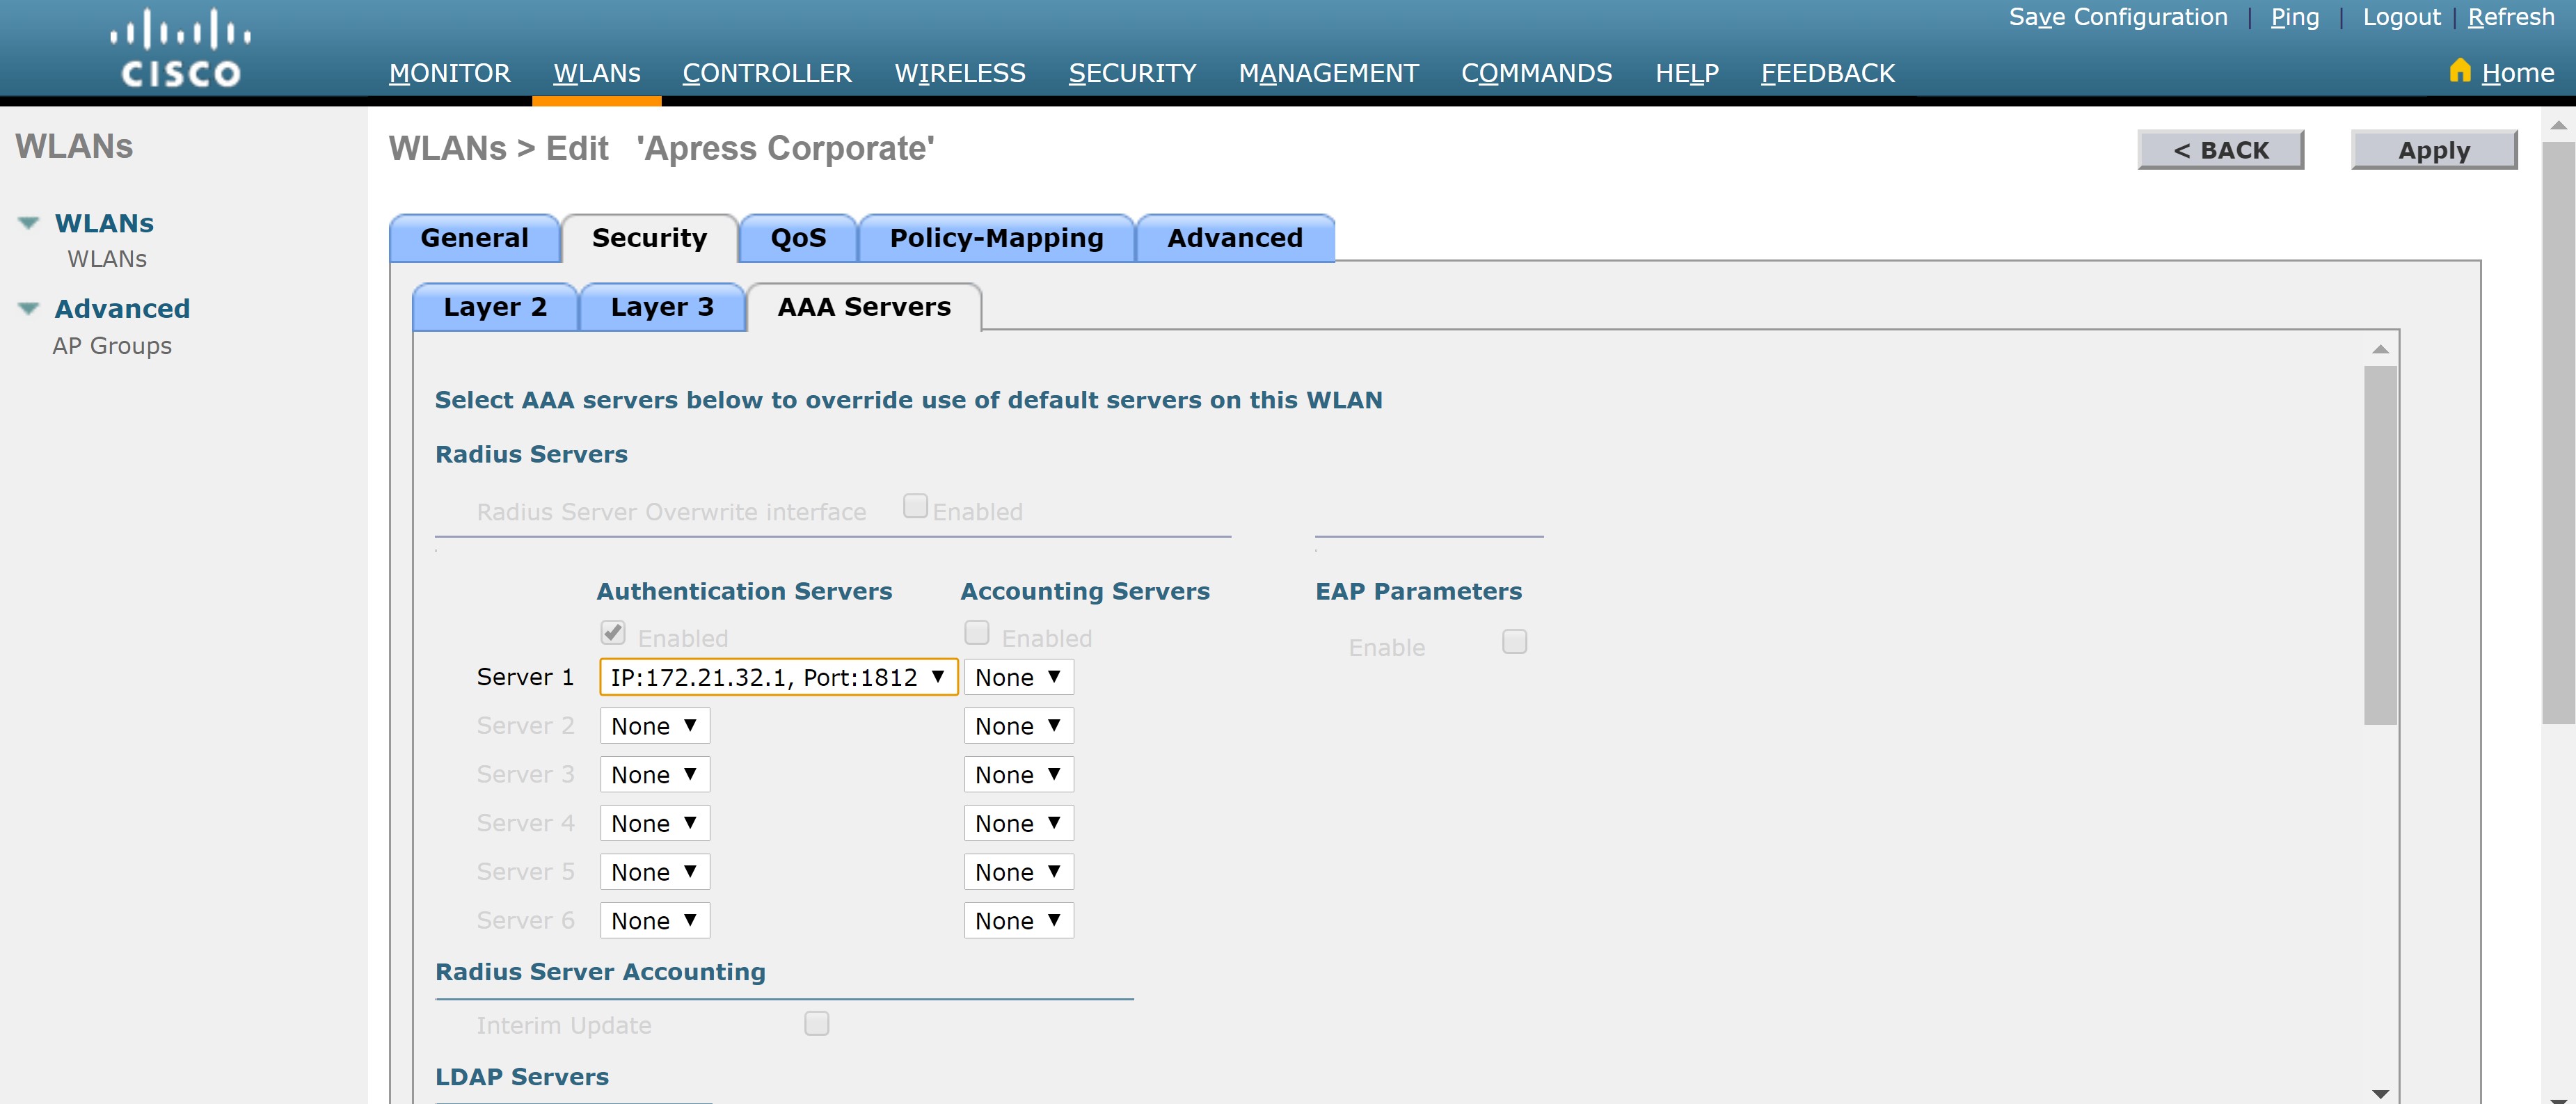 Save Configuration | Ping | Logout | Refresh
CISCO
MONITOR WLANs CONTROLLER WIRELESS SECURITY MANAGEMENT COMMANDS HELP FEEDBACK Home
WLANs
WLANs > Edit 'Apress Corporate'
< BACK Apply
WLANs
WLANs
Advanced
AP Groups
General Security QoS Policy-Mapping Advanced
Layer 2 Layer 3 AAA Servers
Select AAA servers below to override use of default servers on this WLAN
Radius Servers
Radius Server Overwrite interface Enabled
Authentication Servers Accounting Servers EAP Parameters
Enabled Enabled Enable
Server 1 IP:172.21.32.1, Port:1812 None
Server 2 None None
Server 3 None None
Server 4 None None
Server 5 None None
Server 6 None None
Radius Server Accounting
Interim Update
LDAP Servers